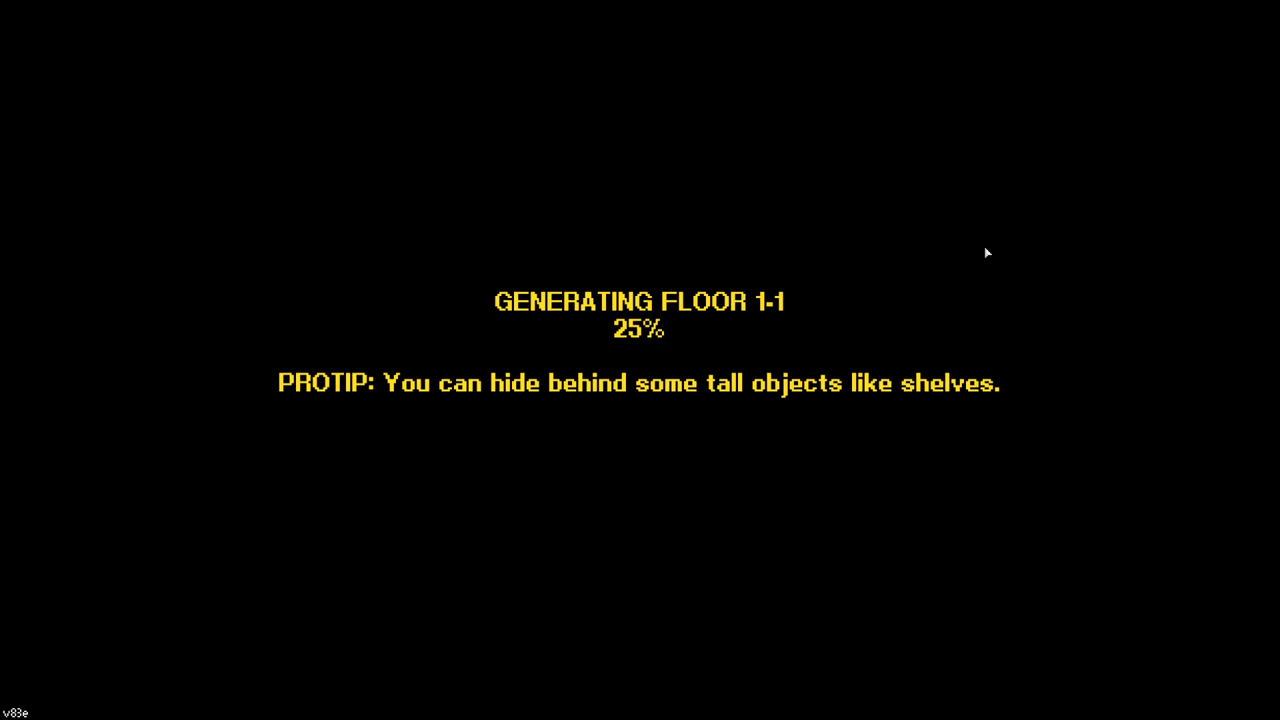 GENERATING FLOOR 1-1
25%
PROTIP: You can hide behind some tall objects like shelves.
v83e